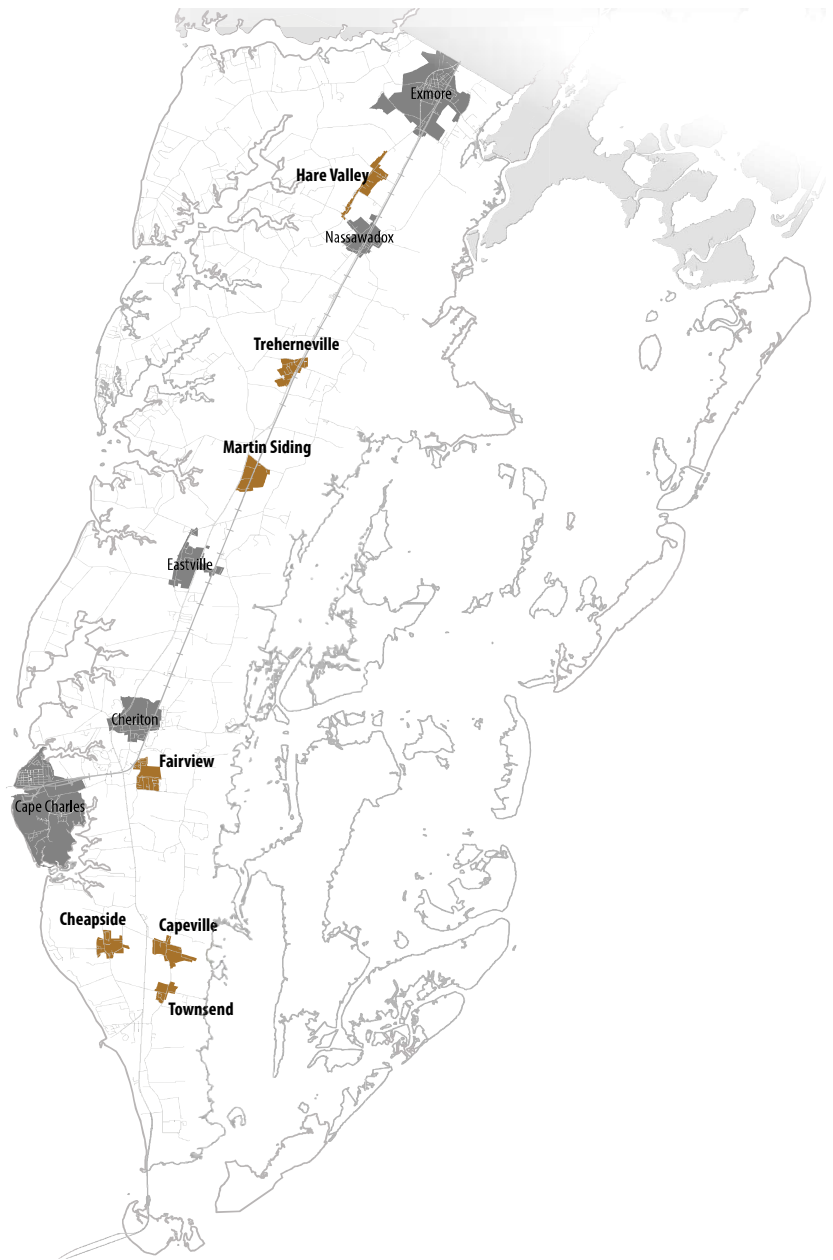 Exmore
Hare Valley
Nassawadox
Treherneville
Martin Siding
Eastville
Cheriton
Fairview
Cape Charles
Cheapside
Capeville
Townsend